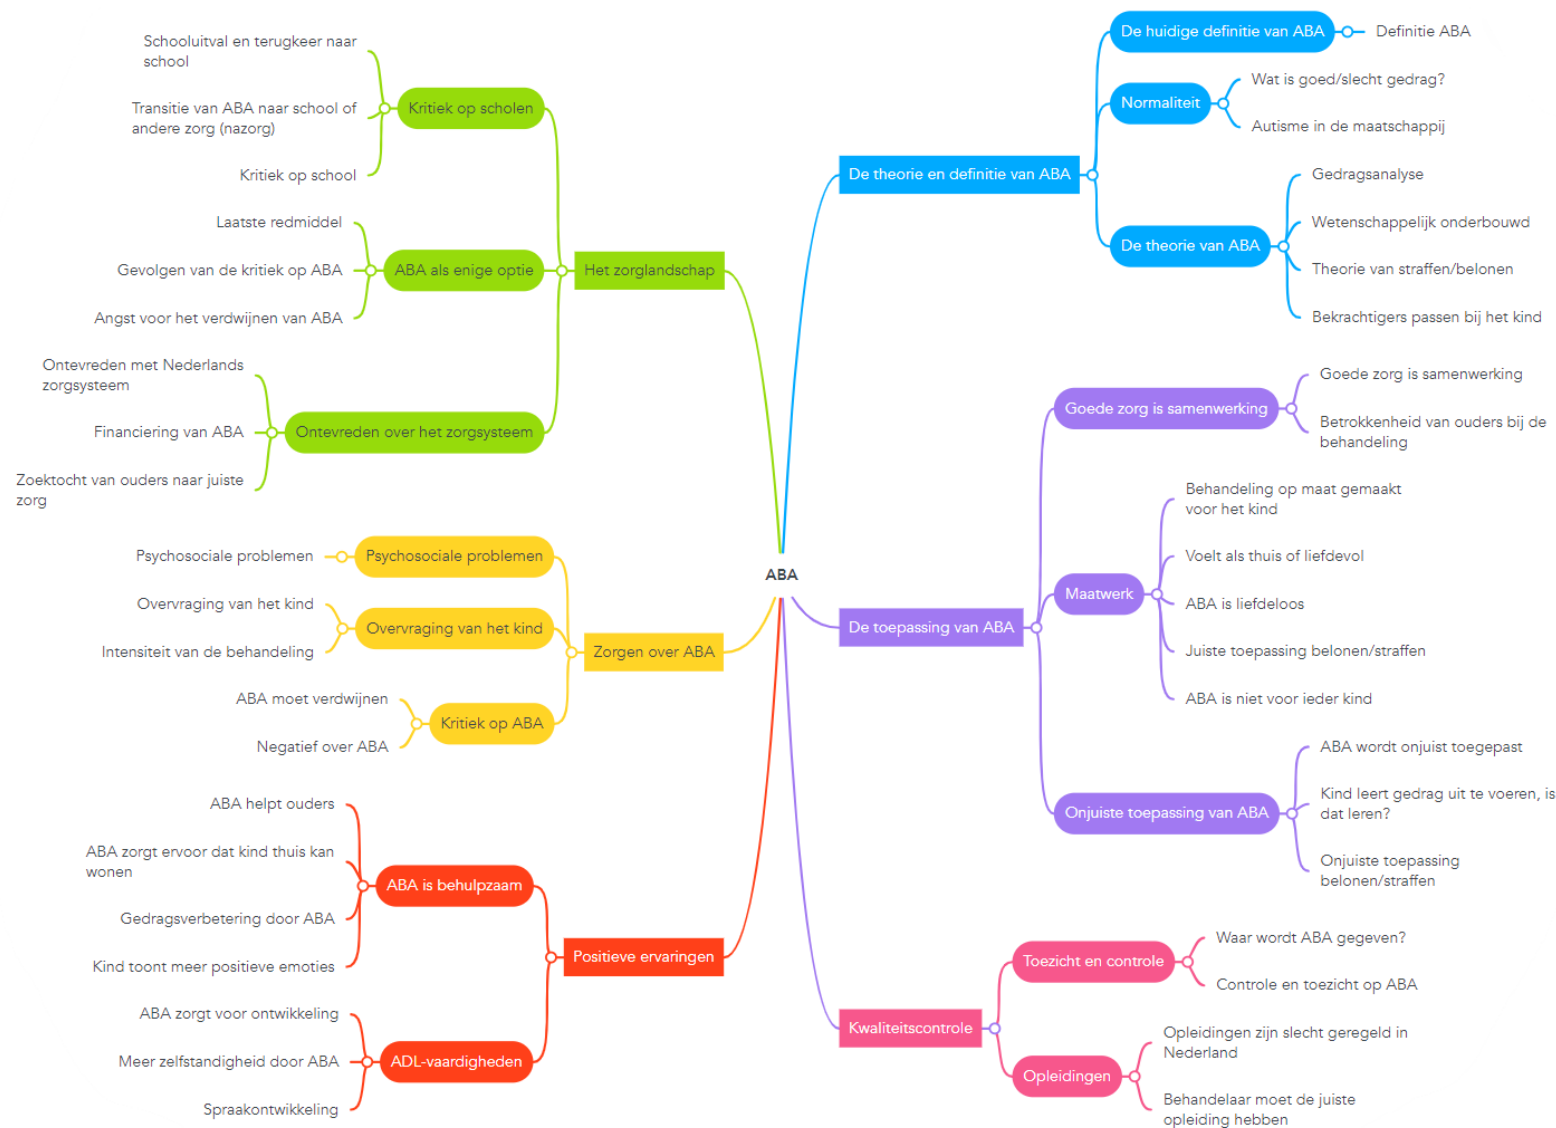 ABA
De theorie en definitie van ABA
De huidige definitie van ABA
Definitie ABA
Normaliteit
Wat is goed/slecht gedrag?
Autisme in de maatschappij
De theorie van ABA
Gedragsanalyse
Wetenschappelijk onderbouwd
Theorie van straffen/belonen
Bekrachtigers passen bij het kind
De toepassing van ABA
Goede zorg is samenwerking
Goede zorg is samenwerking
Betrokkenheid van ouders bij de
behandeling
Maatwerk
Behandeling op maat gemaakt
voor het kind
Voelt als thuis of liefdevol
ABA is liefdeloos
Juiste toepassing belonen/straffen
ABA is niet voor ieder kind
Onjuiste toepassing van ABA
ABA wordt onjuist toegepast
Kind leert gedrag uit te voeren, is
dat leren?
Onjuiste toepassing
belonen/straffen
Kwaliteitscontrole
Toezicht en controle
Waar wordt ABA gegeven?
Controle en toezicht op ABA
Opleidingen
Opleidingen zijn slecht geregeld in
Nederland
Behandelaar moet de juiste
opleiding hebben
Het zorglandschap
Kritiek op scholen
Schooluitval en terugkeer naar
school
Transitie van ABA naar school of
andere zorg (nazorg)
Kritiek op school
ABA als enige optie
Laatste redmiddel
Gevolgen van de kritiek op ABA
Angst voor het verdwijnen van ABA
Ontevreden over het zorgsysteem
Ontevreden met Nederlands
zorgsysteem
Financiering van ABA
Zoektocht van ouders naar juiste
zorg
Zorgen over ABA
Psychosociale problemen
Psychosociale problemen
Overvraging van het kind
Overvraging van het kind
Intensiteit van de behandeling
Kritiek op ABA
ABA moet verdwijnen
Negatief over ABA
Positieve ervaringen
ABA is behulpzaam
ABA helpt ouders
ABA zorgt ervoor dat kind thuis kan
wonen
Gedragsverbetering door ABA
Kind toont meer positieve emoties
ADL-vaardigheden
ABA zorgt voor ontwikkeling
Meer zelfstandigheid door ABA
Spraakontwikkeling